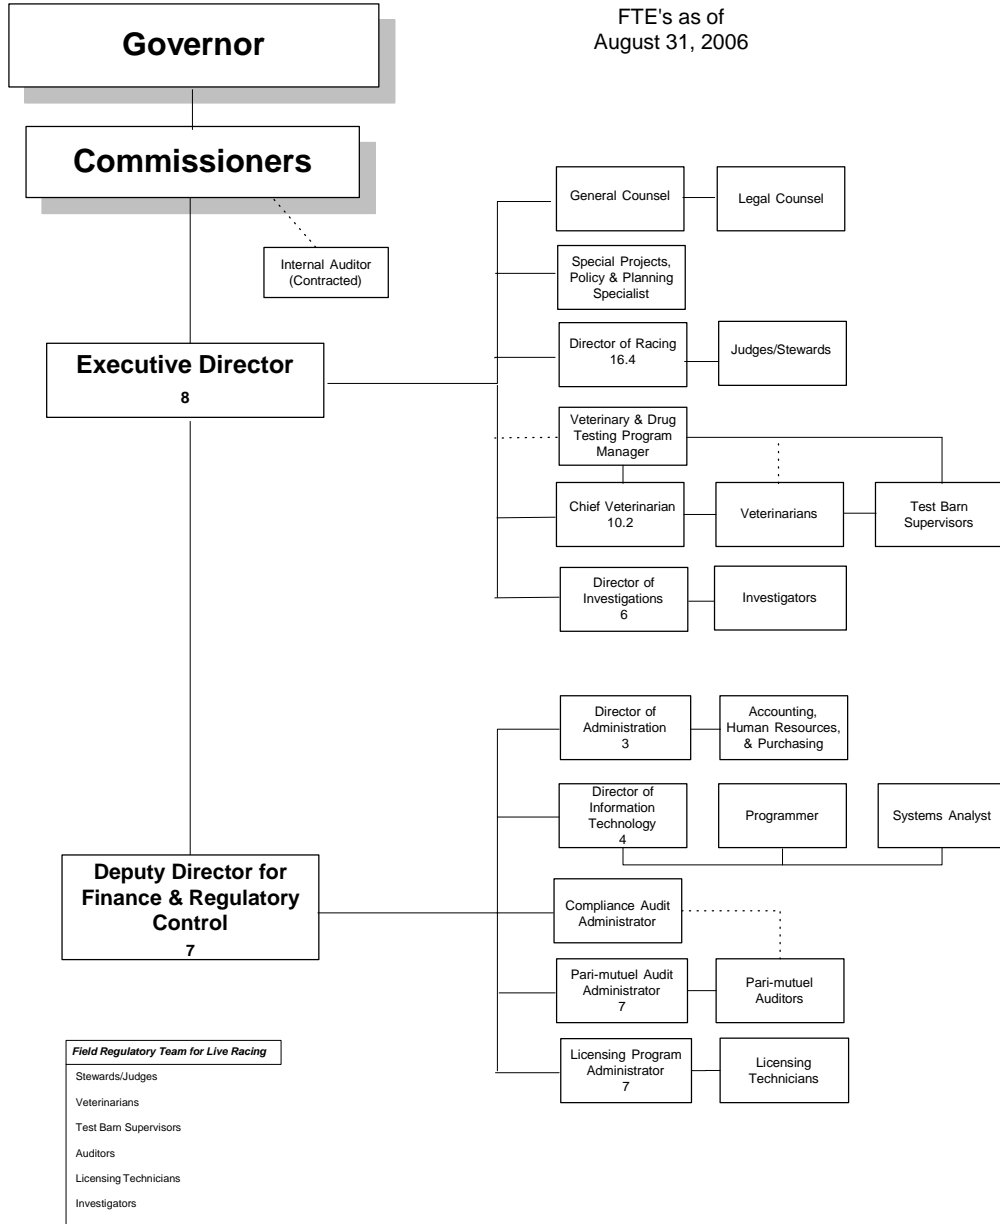 FTE's as of
August 31, 2006
Governor
Commissioners
Internal Auditor
(Contracted)
Executive Director
8
General Counsel
Legal Counsel
Special Projects,
Policy & Planning
Specialist
Director of Racing
16.4
Judges/Stewards
Veterinary & Drug
Testing Program
Manager
Chief Veterinarian
10.2
Veterinarians
Test Barn
Supervisors
Director of
Investigations
6
Investigators
Deputy Director for
Finance & Regulatory
Control
7
Director of
Administration
3
Accounting,
Human Resources,
& Purchasing
Director of
Information
Technology
4
Programmer
Systems Analyst
Compliance Audit
Administrator
Pari-mutuel Audit
Administrator
7
Pari-mutuel
Auditors
Licensing Program
Administrator
7
Licensing
Technicians
Field Regulatory Team for Live Racing
Stewards/Judges
Veterinarians
Test Barn Supervisors
Auditors
Licensing Technicians
Investigators